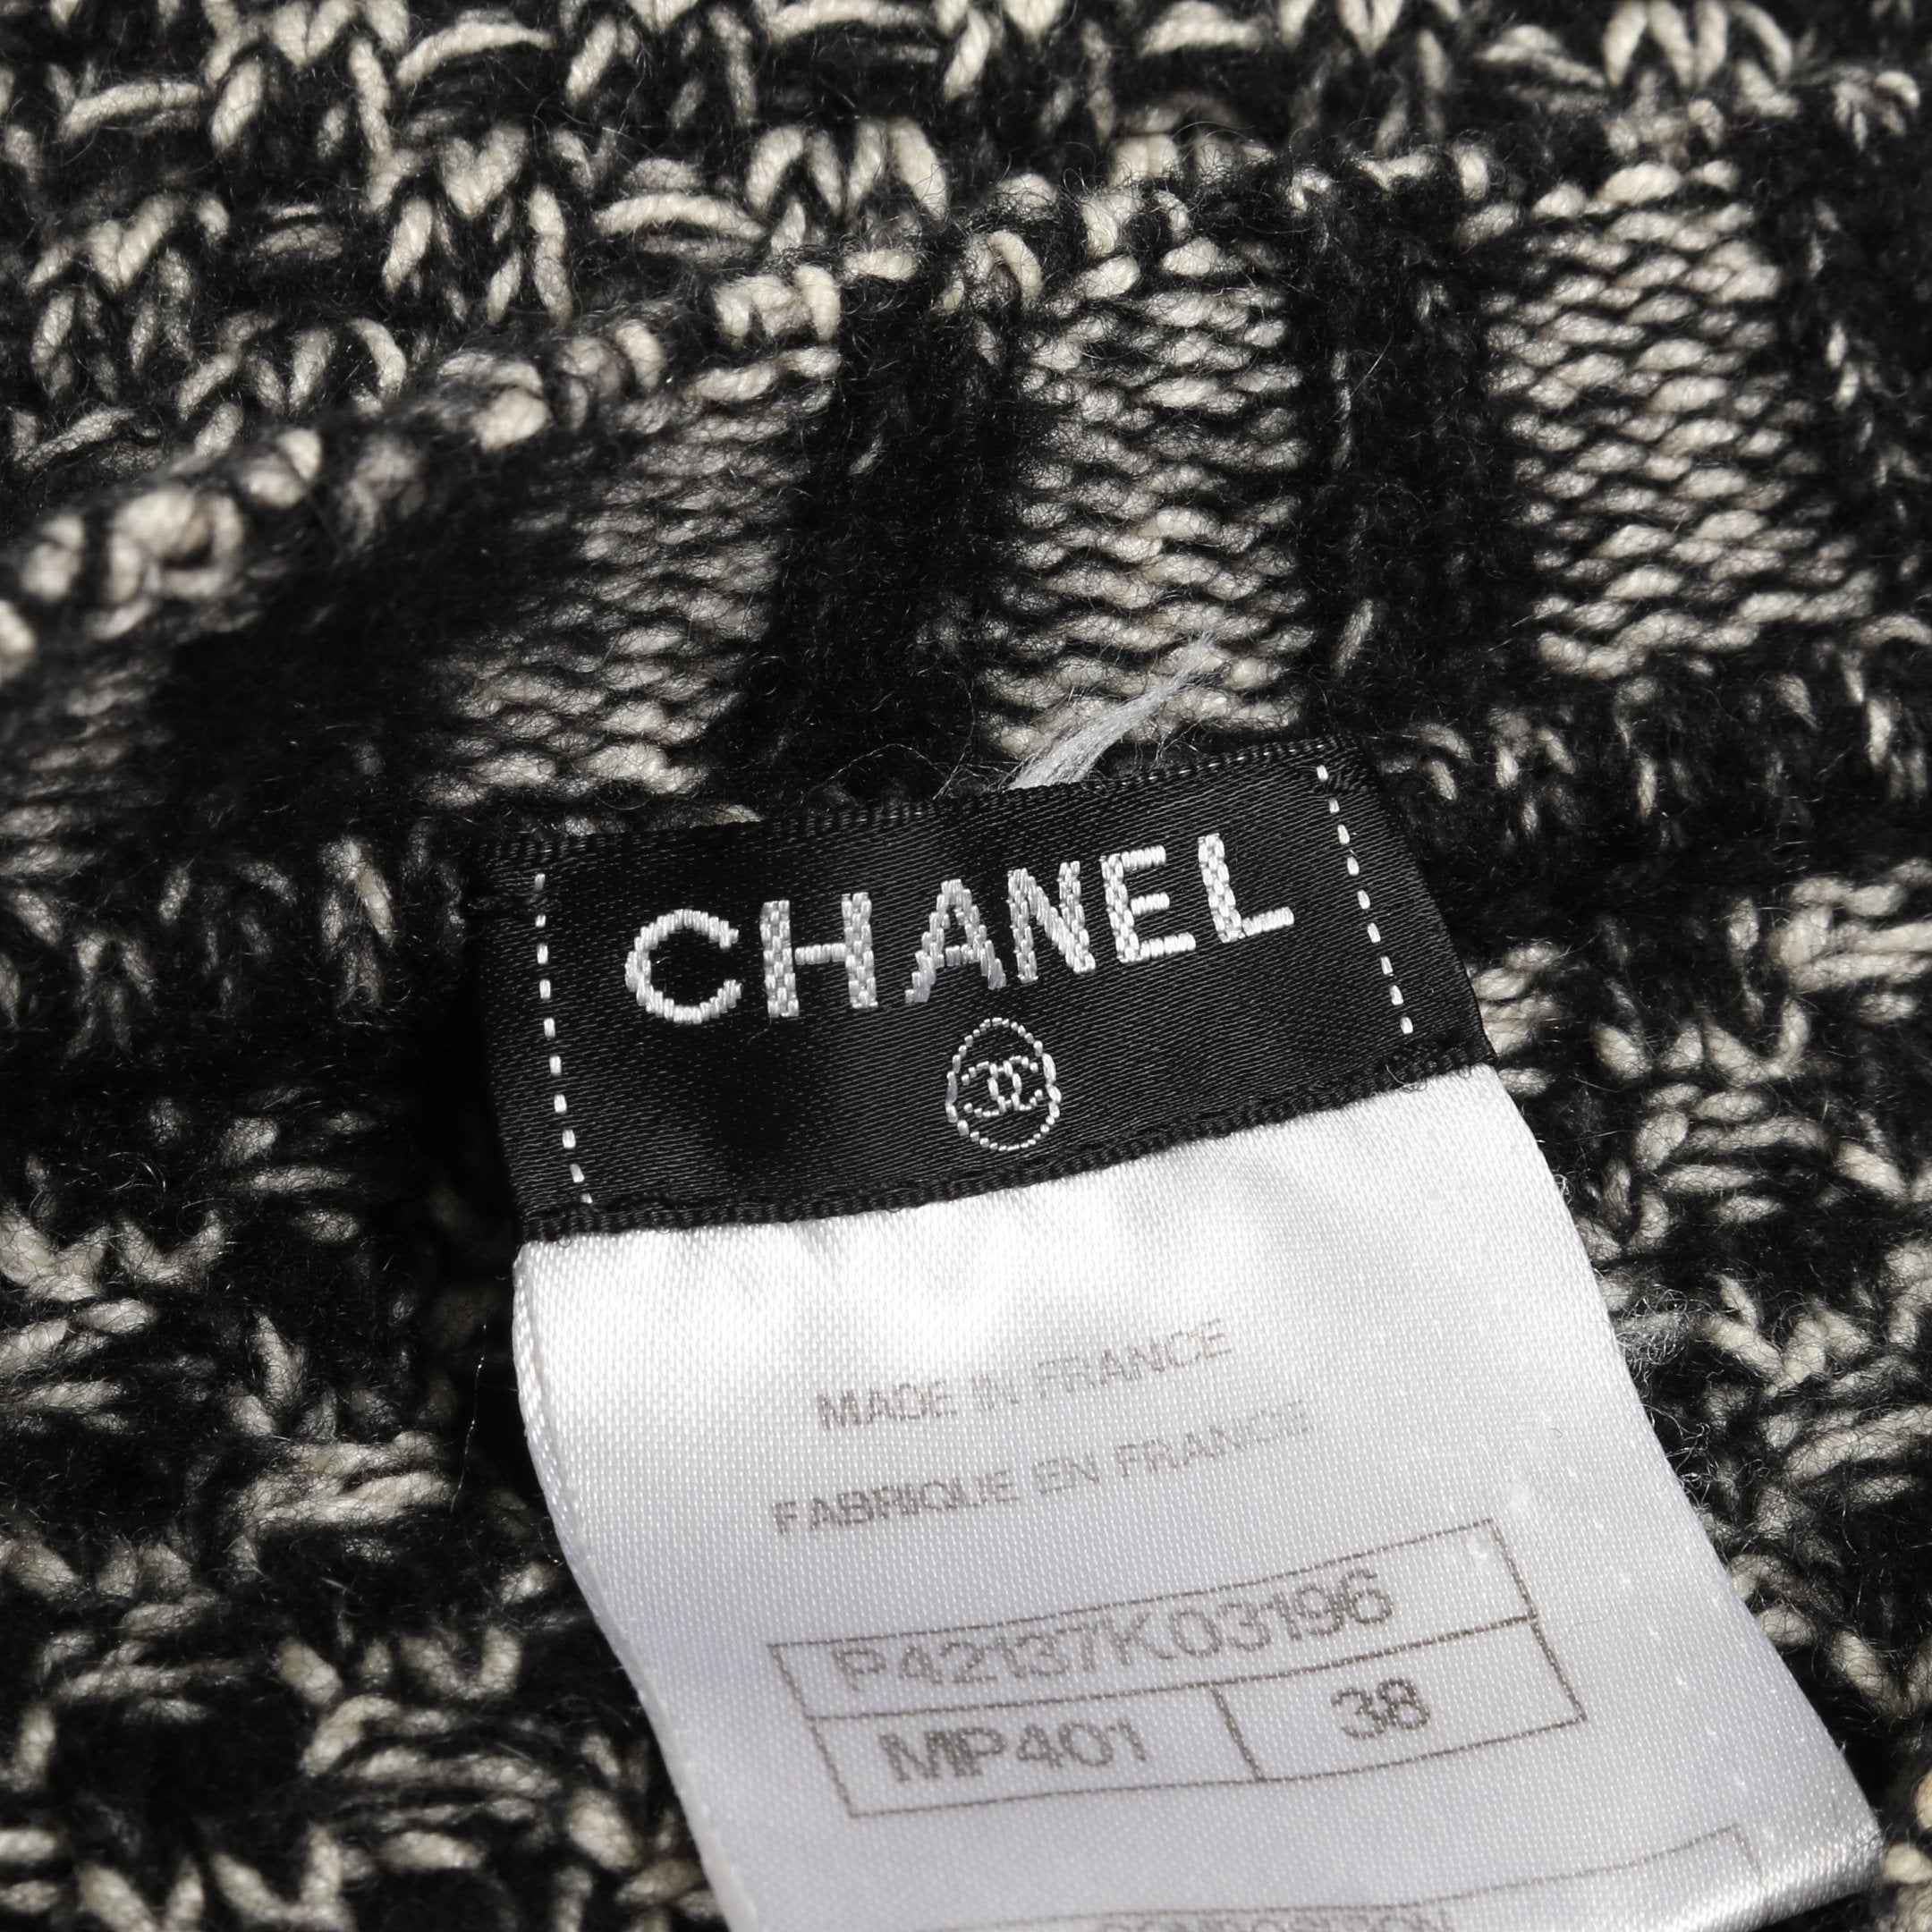 CHANEL
MADE IN FRANCE
FABRIQUE EN FRANCE
P42137K03196
MP401 38